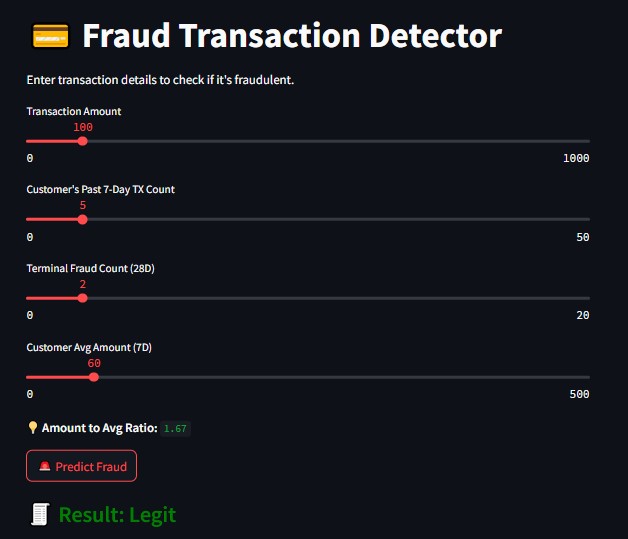 Fraud Transaction Detector
Enter transaction details to check if it's fraudulent.
Transaction Amount
100
0 1000
Customer's Past 7-Day TX Count
5
0 50
Terminal Fraud Count (28D)
2
0 20
Customer Avg Amount (7D)
60
0 500
Amount to Avg Ratio: 1.67
Predict Fraud
Result: Legit